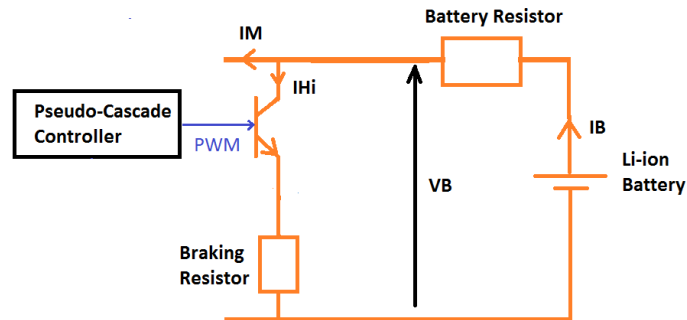 Battery Resistor
IM
IHi
Pseudo-Cascade
Controller
PWM
IB
Li-ion
Battery
VB
Braking
Resistor